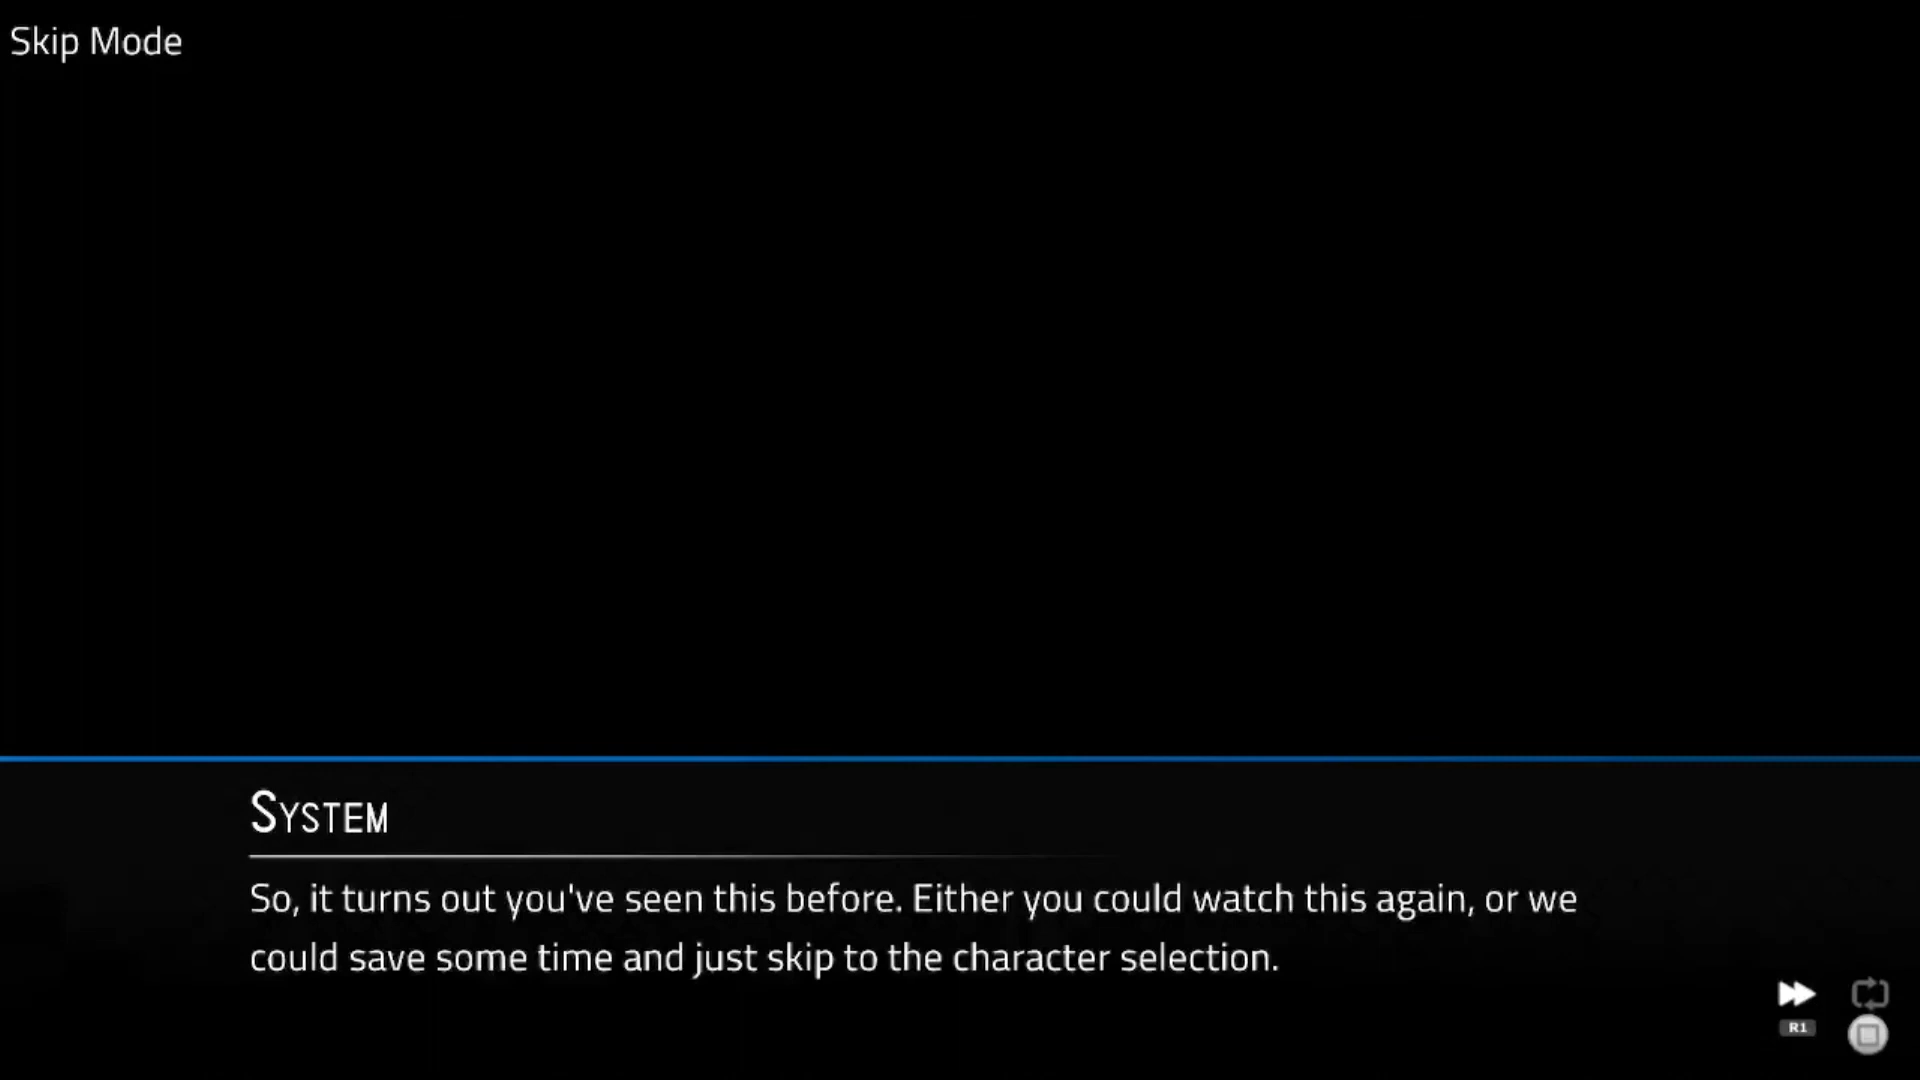 Skip Mode
System
So, it turns out you've seen this before. Either you could watch this again, or we
could save some time and just skip to the character selection.
R1